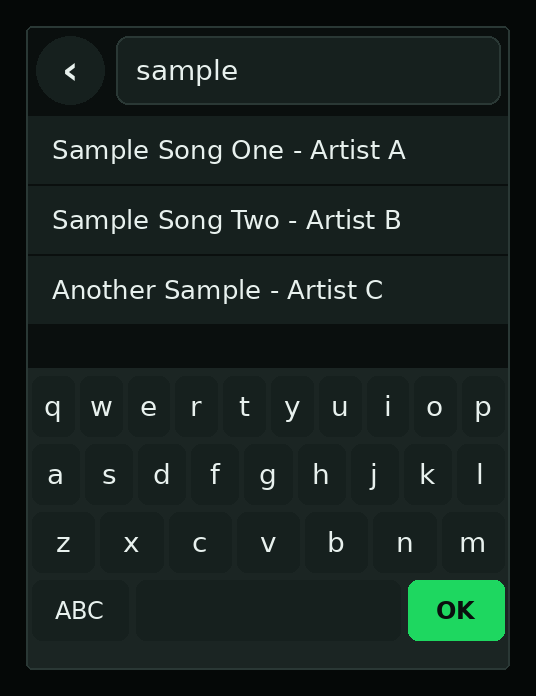 ‹ sample
Sample Song One - Artist A
Sample Song Two - Artist B
Another Sample - Artist C
q w e r t y u i o p
a s d f g h j k l
z x c v b n m
ABC OK